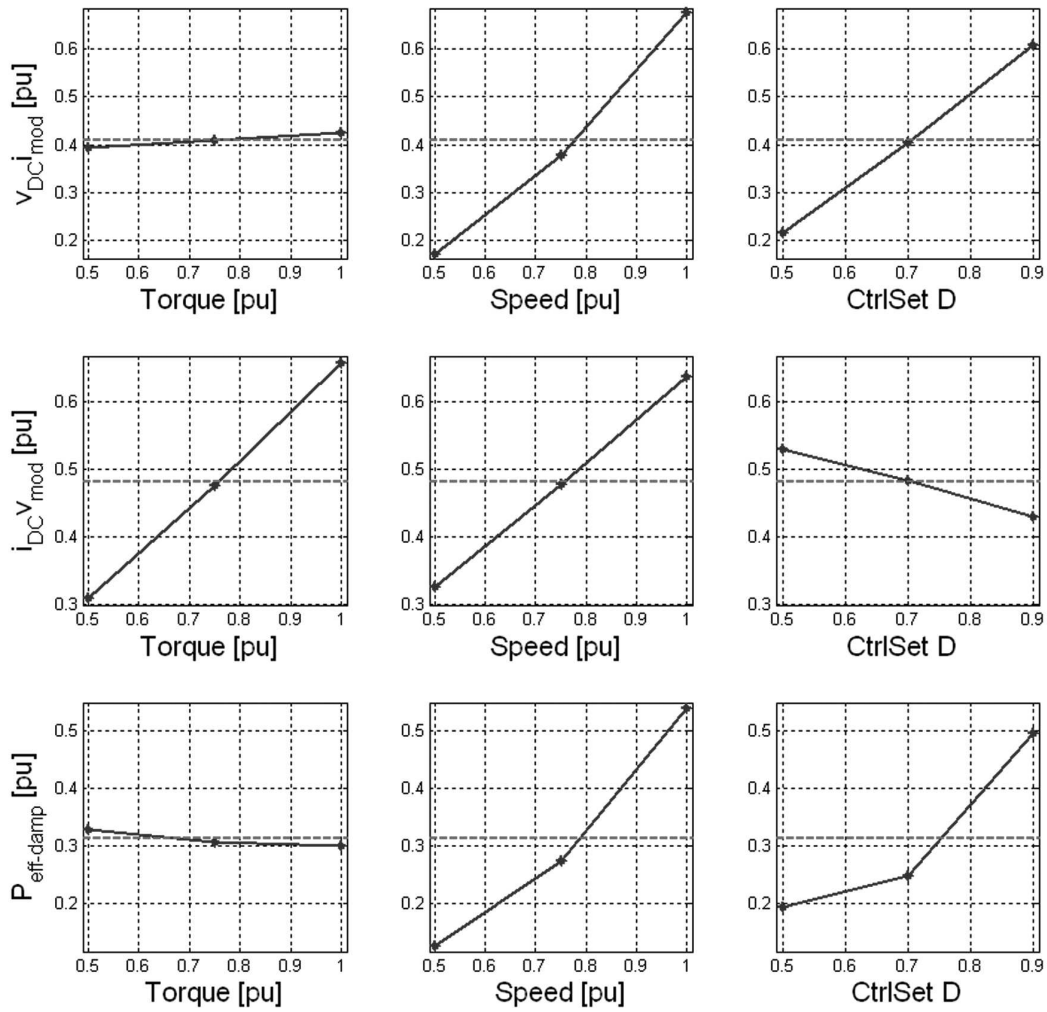 0.6
0.5
0.4
0.3
0.2
v_DC i_mod [pu]
0.5 0.6 0.7 0.8 0.9 1
Torque [pu]
0.6
0.5
0.4
0.3
0.2
0.5 0.6 0.7 0.8 0.9 1
Speed [pu]
0.6
0.5
0.4
0.3
0.2
0.5 0.6 0.7 0.8 0.9
CtrlSet D
0.6
0.5
0.4
0.3
i_DC v_mod [pu]
0.5 0.6 0.7 0.8 0.9 1
Torque [pu]
0.6
0.5
0.4
0.3
0.5 0.6 0.7 0.8 0.9 1
Speed [pu]
0.6
0.5
0.4
0.3
0.5 0.6 0.7 0.8 0.9
CtrlSet D
0.5
0.4
0.3
0.2
P_eff-damp [pu]
0.5 0.6 0.7 0.8 0.9 1
Torque [pu]
0.5
0.4
0.3
0.2
0.5 0.6 0.7 0.8 0.9 1
Speed [pu]
0.5
0.4
0.3
0.2
0.5 0.6 0.7 0.8 0.9
CtrlSet D